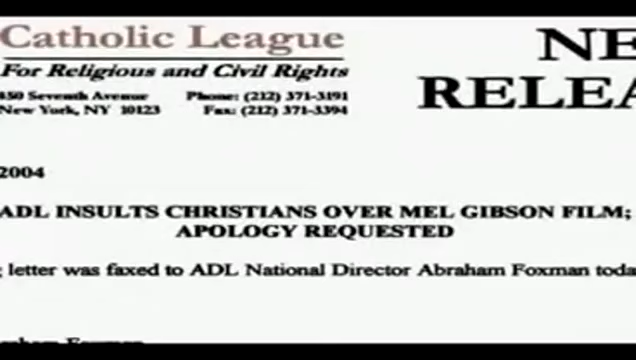 Catholic League
For Religious and Civil Rights
450 Seventh Avenue Phone: (212) 371-3191
New York, NY 10123 Fax: (212) 371-3394
NE
RELEA
2004
ADL INSULTS CHRISTIANS OVER MEL GIBSON FILM;
APOLOGY REQUESTED
letter was faxed to ADL National Director Abraham Foxman toda